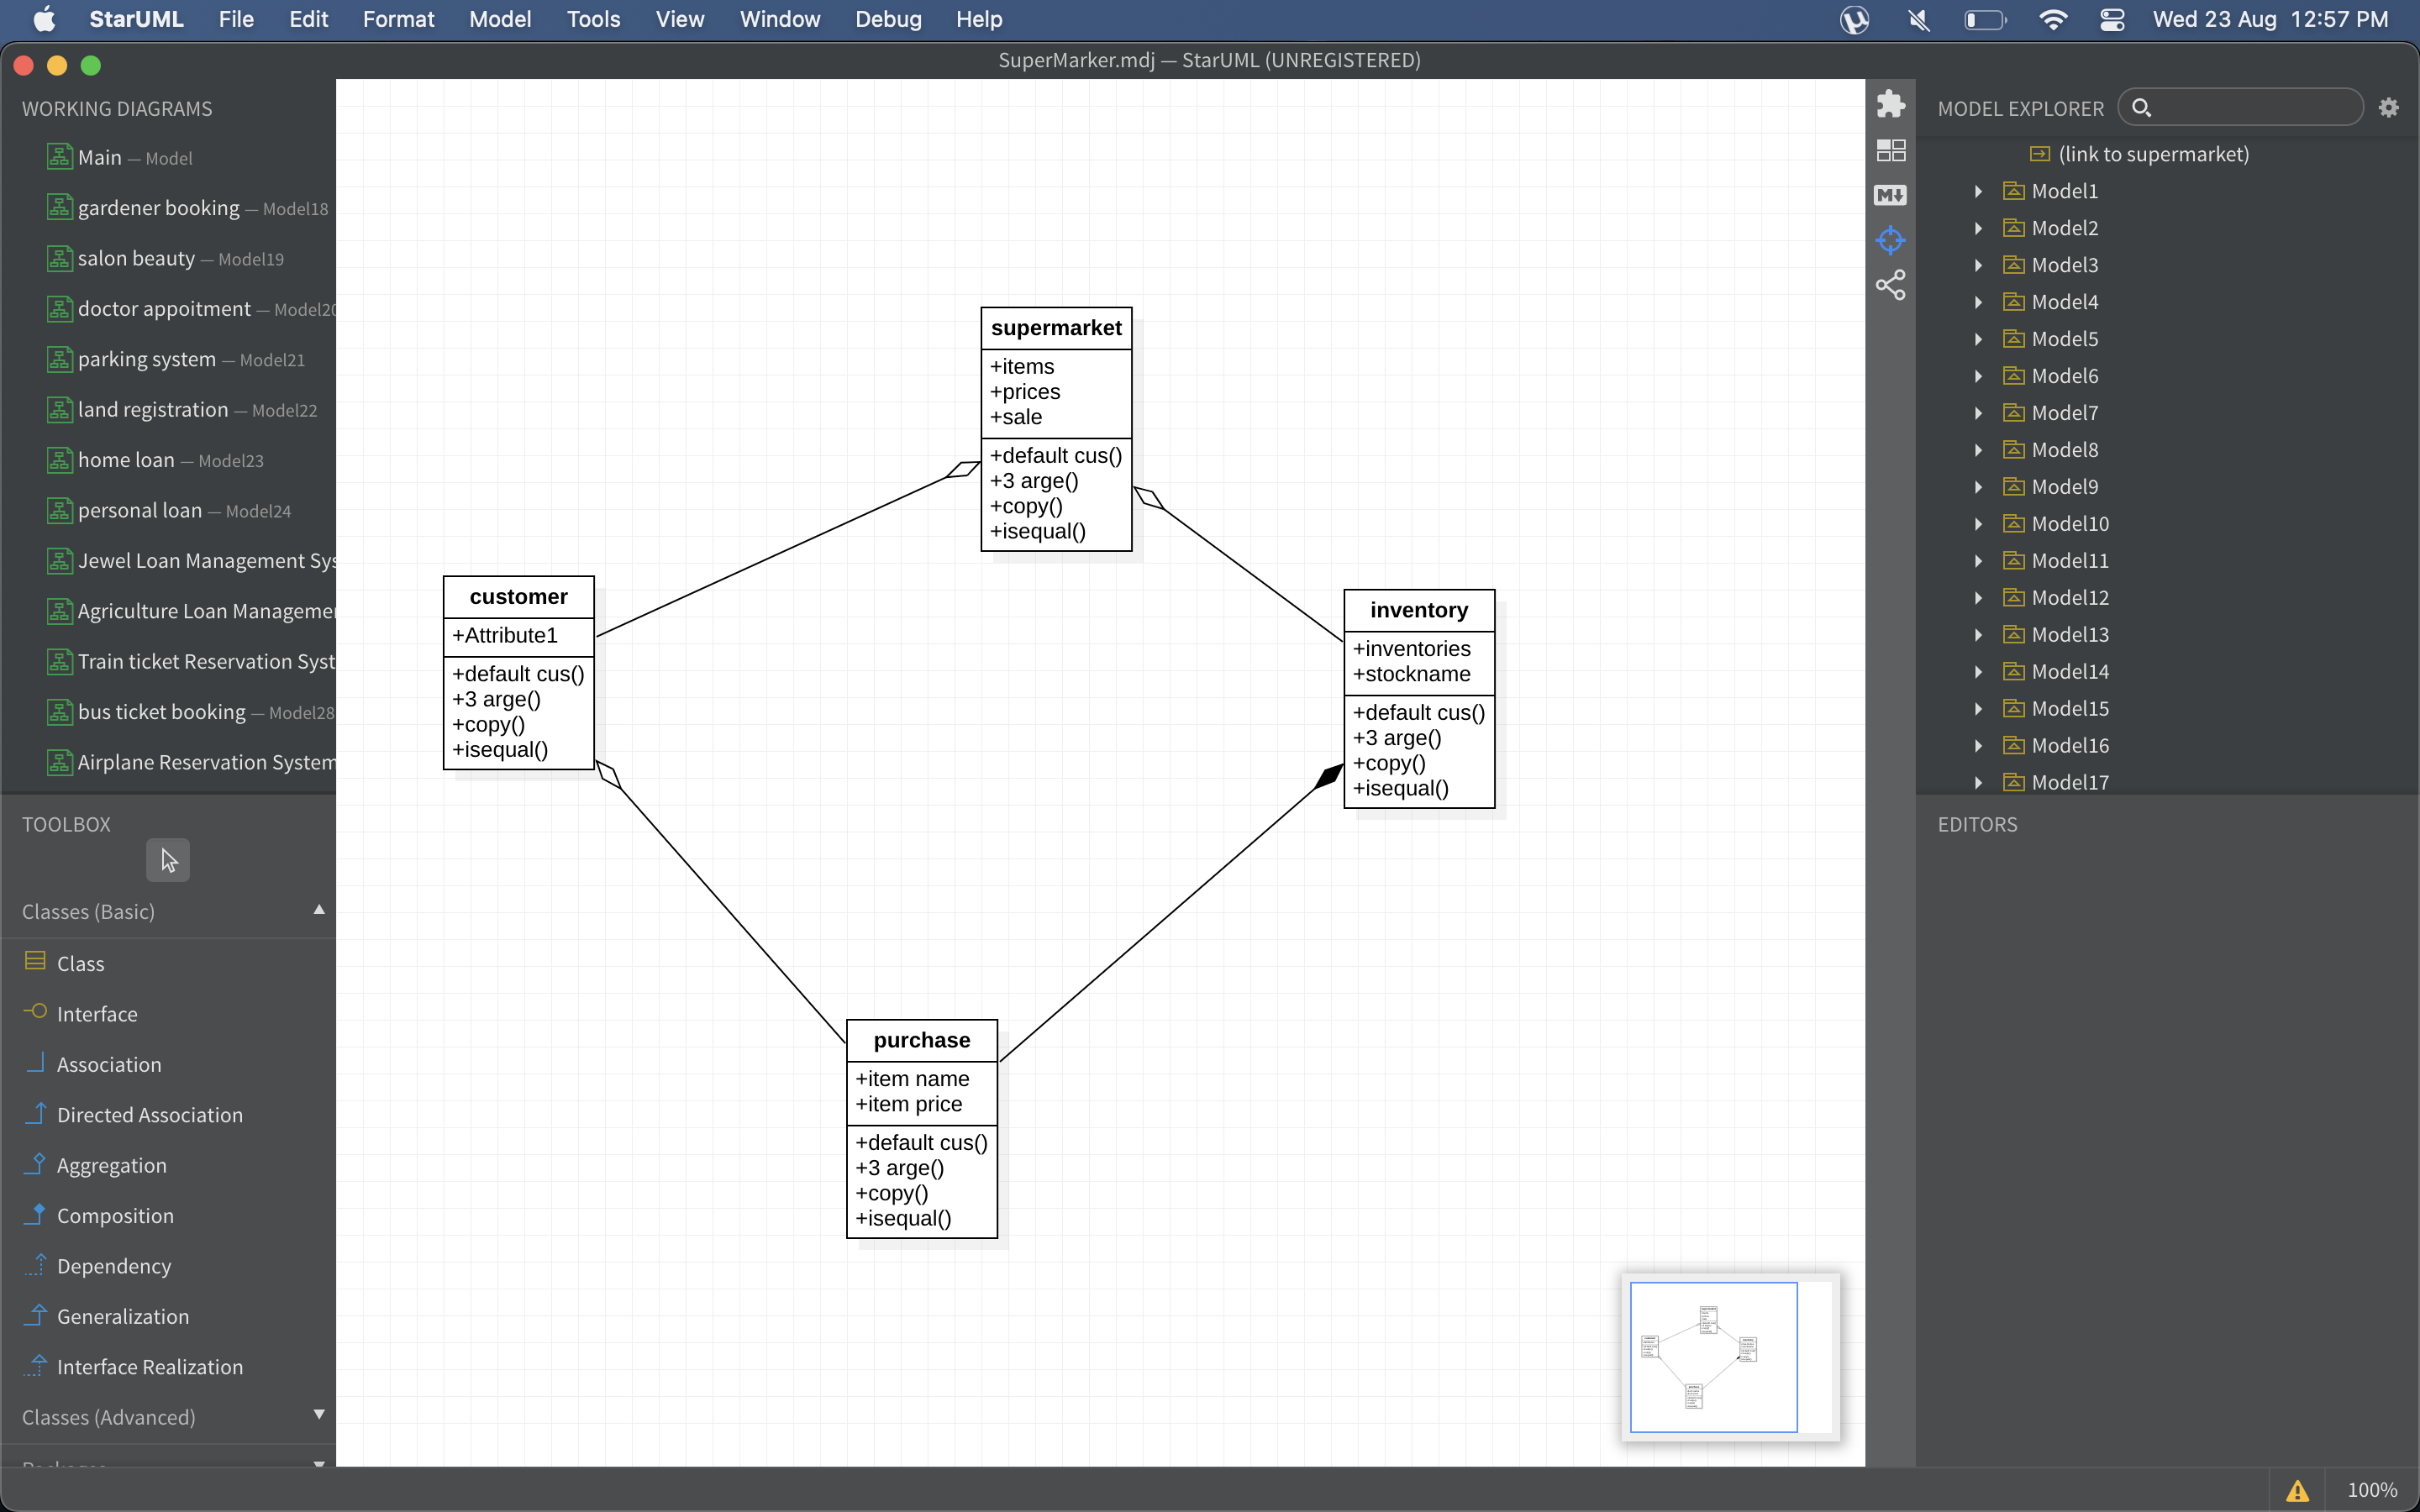 StarUML File Edit Format Model Tools View Window Debug Help Wed 23 Aug 12:57 PM
SuperMarker.mdj — StarUML (UNREGISTERED)
WORKING DIAGRAMS
Main — Model
gardener booking — Model18
salon beauty — Model19
doctor appoitment — Model20
parking system — Model21
land registration — Model22
home loan — Model23
personal loan — Model24
Jewel Loan Management Sys
Agriculture Loan Manageme
Train ticket Reservation Syst
bus ticket booking — Model28
Airplane Reservation System
TOOLBOX
Classes (Basic)
Class
Interface
Association
Directed Association
Aggregation
Composition
Dependency
Generalization
Interface Realization
Classes (Advanced)
supermarket
+items
+prices
+sale
+default cus()
+3 arge()
+copy()
+isequal()
customer
+Attribute1
+default cus()
+3 arge()
+copy()
+isequal()
inventory
+inventories
+stockname
+default cus()
+3 arge()
+copy()
+isequal()
purchase
+item name
+item price
+default cus()
+3 arge()
+copy()
+isequal()
M
MODEL EXPLORER
(link to supermarket)
Model1
Model2
Model3
Model4
Model5
Model6
Model7
Model8
Model9
Model10
Model11
Model12
Model13
Model14
Model15
Model16
Model17
EDITORS
100%